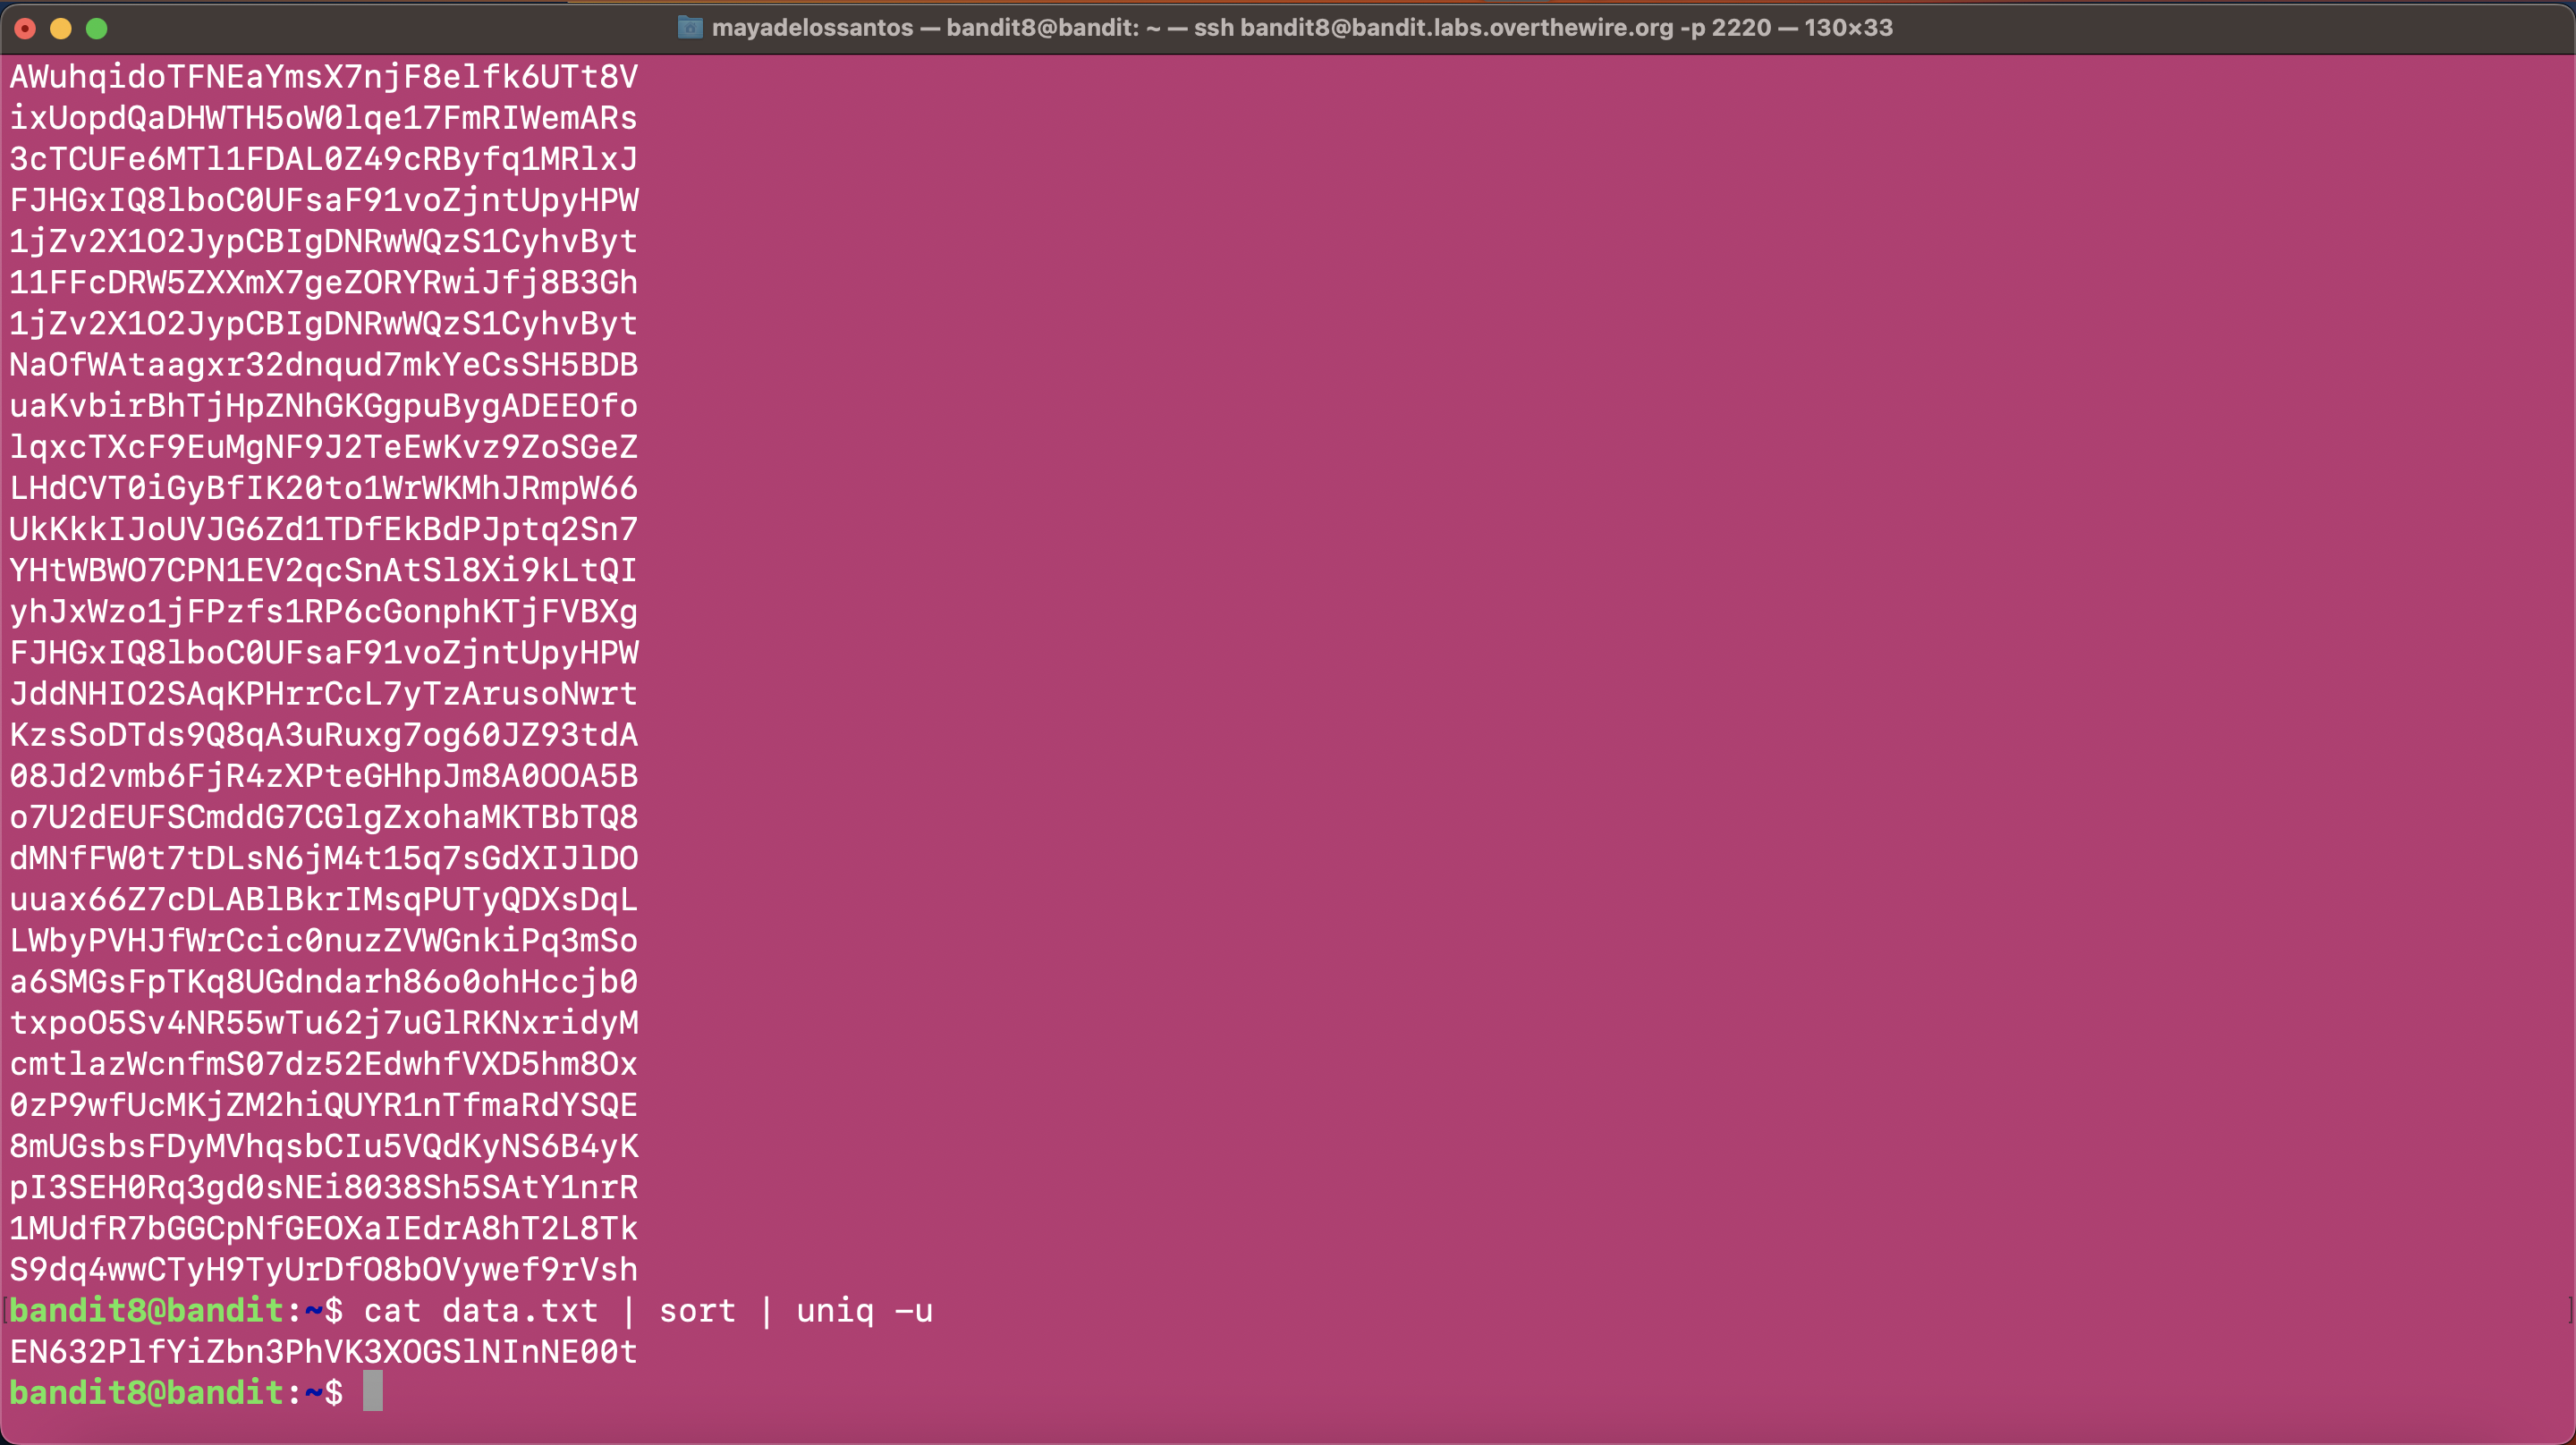 mayadelossantos — bandit8@bandit: ~ — ssh bandit8@bandit.labs.overthewire.org -p 2220 — 130×33
AWuhqidoTFNEaYmsX7njF8elfk6UTt8V
ixUopdQaDHWTH5oW0lqe17FmRIWemARs
3cTCUFe6MTl1FDAL0Z49cRByfq1MRlxJ
FJHGxIQ8lboC0UFsaF91voZjntUpyHPW
1jZv2X1O2JypCBIgDNRwWQzS1CyhvByt
11FFcDRW5ZXXmX7geZORYRwiJfj8B3Gh
1jZv2X1O2JypCBIgDNRwWQzS1CyhvByt
NaOfWAtaagxr32dnqud7mkYeCsSH5BDB
uaKvbirBhTjHpZNhGKGgpuBygADEEOfo
lqxcTXcF9EuMgNF9J2TeEwKvz9ZoSGeZ
LHdCVT0iGyBfIK20to1WrWKMhJRmpW66
UkKkkIJoUVJG6Zd1TDfEkBdPJptq2Sn7
YHtWBWO7CPN1EV2qcSnAtSl8Xi9kLtQI
yhJxWzo1jFPzfs1RP6cGonphKTjFVBXg
FJHGxIQ8lboC0UFsaF91voZjntUpyHPW
JddNHIO2SAqKPHrrCcL7yTzArusoNwrt
KzsSoDTds9Q8qA3uRuxg7og60JZ93tdA
08Jd2vmb6FjR4zXPteGHhpJm8A0OOA5B
o7U2dEUFSCmddG7CGlgZxohaMKTBbTQ8
dMNfFW0t7tDLsN6jM4t15q7sGdXIJlDO
uuax66Z7cDLABlBkrIMsqPUTyQDXsDqL
LWbyPVHJfWrCcic0nuzZVWGnkiPq3mSo
a6SMGsFpTKq8UGdndarh86o0ohHccjb0
txpoO5Sv4NR55wTu62j7uGlRKNxridyM
cmtlazWcnfmS07dz52EdwhfVXD5hm8Ox
0zP9wfUcMKjZM2hiQUYR1nTfmaRdYSQE
8mUGsbsFDyMVhqsbCIu5VQdKyNS6B4yK
pI3SEH0Rq3gd0sNEi8038Sh5SAtY1nrR
1MUdfR7bGGCpNfGEOXaIEdrA8hT2L8Tk
S9dq4wwCTyH9TyUrDfO8bOVywef9rVsh
bandit8@bandit:~$ cat data.txt | sort | uniq -u
EN632PlfYiZbn3PhVK3XOGSlNInNE00t
bandit8@bandit:~$